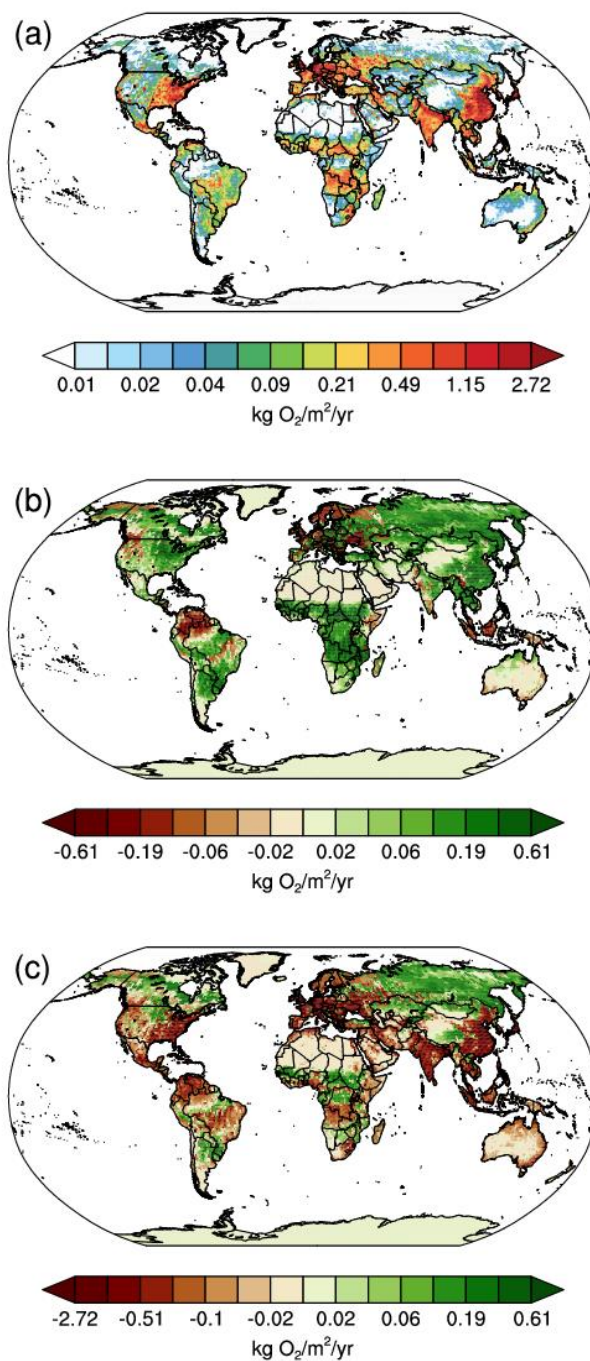 (a)
0.01 0.02 0.04 0.09 0.21 0.49 1.15 2.72
kg O₂/m²/yr
(b)
-0.61 -0.19 -0.06 -0.02 0.02 0.06 0.19 0.61
kg O₂/m²/yr
(c)
-2.72 -0.51 -0.1 -0.02 0.02 0.06 0.19 0.61
kg O₂/m²/yr